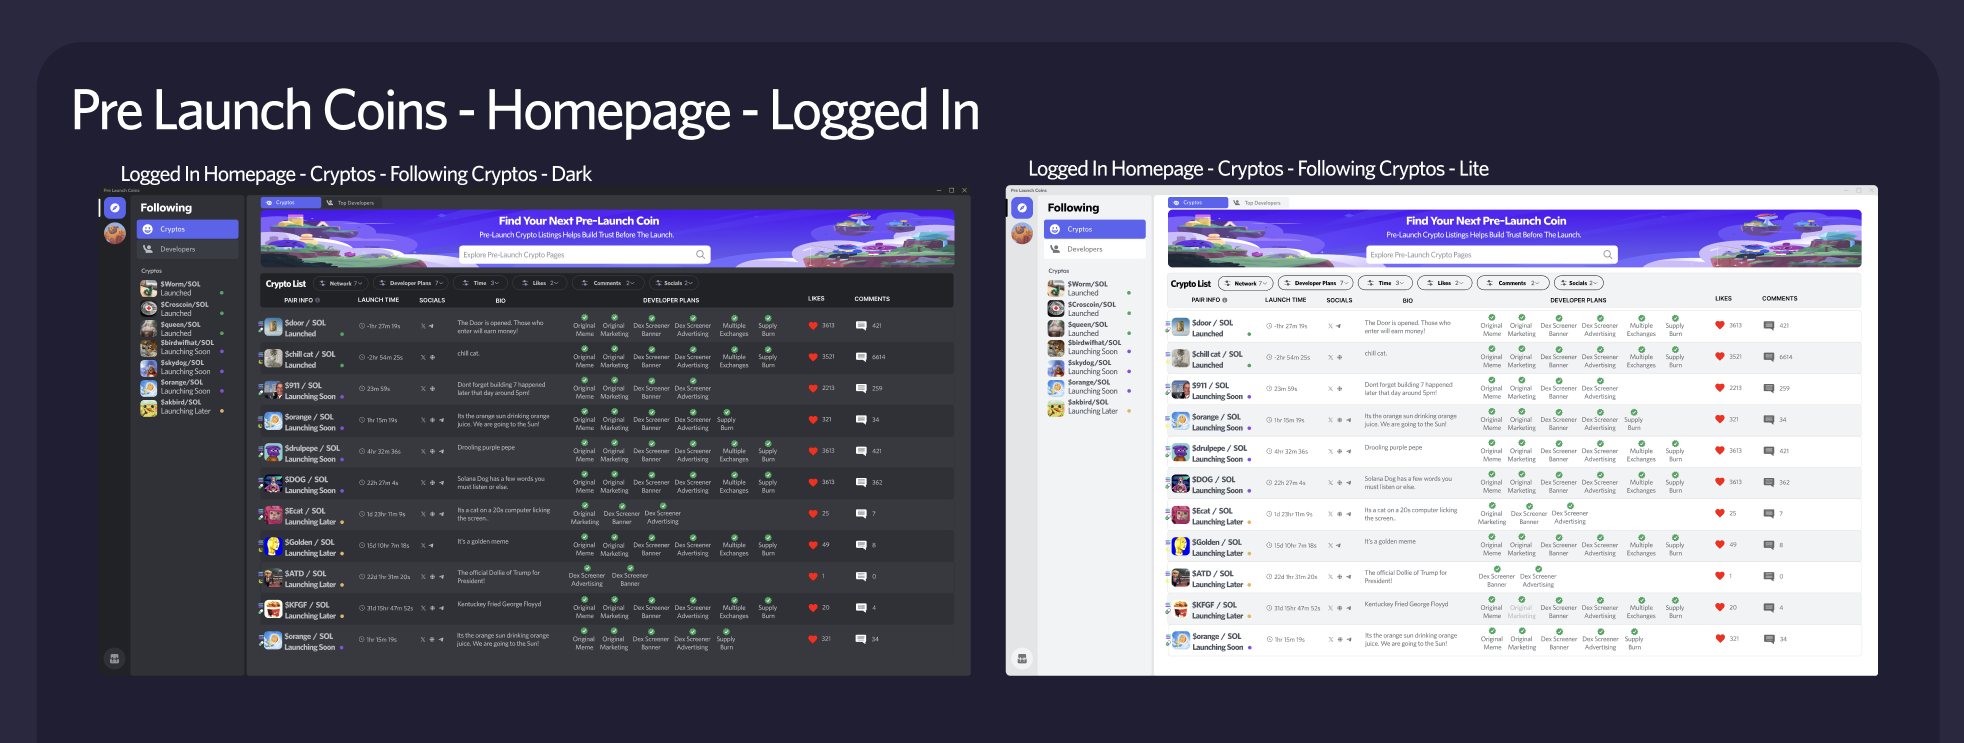 Pre Launch Coins - Homepage - Logged In
Logged In Homepage - Cryptos - Following Cryptos - Dark
Pre Launch Coins
Following
Cryptos
Developers
Cryptos
$Worm/SOL
Launched
$Croscoin/SOL
Launched
$queen/SOL
Launched
$birdwifhat/SOL
Launching Soon
$skydog/SOL
Launching Soon
$orange/SOL
Launching Soon
$akbird/SOL
Launching Later
Cryptos Top Developers
Find Your Next Pre-Launch Coin
Pre-Launch Crypto Listings Helps Build Trust Before The Launch.
Explore Pre-Launch Crypto Pages
Crypto List Network 7 Developer Plans 7 Time 3 Likes 2 Comments 2 Socials 2
PAIR INFO LAUNCH TIME SOCIALS BIO DEVELOPER PLANS LIKES COMMENTS
$door / SOL
Launched
-1hr 27m 19s
The Door is opened. Those who
enter will earn money!
Original Meme Original Marketing Dex Screener Banner Dex Screener Advertising Multiple Exchanges Supply Burn
3613 421
$chill cat / SOL
Launched
-2hr 54m 25s
chill cat.
Original Meme Original Marketing Dex Screener Banner Dex Screener Advertising Multiple Exchanges Supply Burn
3521 6614
$911 / SOL
Launching Soon
23m 59s
Dont forget building 7 happened
later that day around 5pm!
Original Meme Original Marketing Dex Screener Banner Dex Screener Advertising
2213 259
$orange / SOL
Launching Soon
1hr 15m 19s
Its the orange sun drinking orange
juice. We are going to the Sun!
Original Meme Original Marketing Dex Screener Banner Dex Screener Advertising Supply Burn
321 34
$drulpepe / SOL
Launching Soon
4hr 32m 36s
Drooling purple pepe
Original Meme Original Marketing Dex Screener Banner Dex Screener Advertising Multiple Exchanges Supply Burn
3613 421
$DOG / SOL
Launching Soon
22h 27m 4s
Solana Dog has a few words you
must listen or else.
Original Meme Original Marketing Dex Screener Banner Dex Screener Advertising Multiple Exchanges Supply Burn
3613 362
$Ecat / SOL
Launching Later
1d 23hr 11m 9s
Its a cat on a 20s computer licking
the screen..
Original Marketing Dex Screener Banner Dex Screener Advertising
25 7
$Golden / SOL
Launching Later
15d 10hr 7m 18s
It's a golden meme
Original Meme Original Marketing Dex Screener Banner Dex Screener Advertising Multiple Exchanges Supply Burn
49 8
$ATD / SOL
Launching Later
22d 1hr 31m 20s
The official Dollie of Trump for
President!
Dex Screener Advertising Dex Screener Banner
1 0
$KFGF / SOL
Launching Later
31d 15hr 47m 52s
Kentuckey Fried George Floyyd
Original Meme Original Marketing Dex Screener Banner Dex Screener Advertising Multiple Exchanges Supply Burn
20 4
$orange / SOL
Launching Soon
1hr 15m 19s
Its the orange sun drinking orange
juice. We are going to the Sun!
Original Meme Original Marketing Dex Screener Banner Dex Screener Advertising Supply Burn
321 34
Logged In Homepage - Cryptos - Following Cryptos - Lite
Pre Launch Coins
Following
Cryptos
Developers
Cryptos
$Worm/SOL
Launched
$Croscoin/SOL
Launched
$queen/SOL
Launched
$birdwifhat/SOL
Launching Soon
$skydog/SOL
Launching Soon
$orange/SOL
Launching Soon
$akbird/SOL
Launching Later
Cryptos Top Developers
Find Your Next Pre-Launch Coin
Pre-Launch Crypto Listings Helps Build Trust Before The Launch.
Explore Pre-Launch Crypto Pages
Crypto List Network 7 Developer Plans 7 Time 3 Likes 2 Comments 2 Socials 2
PAIR INFO LAUNCH TIME SOCIALS BIO DEVELOPER PLANS LIKES COMMENTS
$door / SOL
Launched
-1hr 27m 19s
The Door is opened. Those who
enter will earn money!
Original Meme Original Marketing Dex Screener Banner Dex Screener Advertising Multiple Exchanges Supply Burn
3613 421
$chill cat / SOL
Launched
-2hr 54m 25s
chill cat.
Original Meme Original Marketing Dex Screener Banner Dex Screener Advertising Multiple Exchanges Supply Burn
3521 6614
$911 / SOL
Launching Soon
23m 59s
Dont forget building 7 happened
later that day around 5pm!
Original Meme Original Marketing Dex Screener Banner Dex Screener Advertising
2213 259
$orange / SOL
Launching Soon
1hr 15m 19s
Its the orange sun drinking orange
juice. We are going to the Sun!
Original Meme Original Marketing Dex Screener Banner Dex Screener Advertising Supply Burn
321 34
$drulpepe / SOL
Launching Soon
4hr 32m 36s
Drooling purple pepe
Original Meme Original Marketing Dex Screener Banner Dex Screener Advertising Multiple Exchanges Supply Burn
3613 421
$DOG / SOL
Launching Soon
22h 27m 4s
Solana Dog has a few words you
must listen or else.
Original Meme Original Marketing Dex Screener Banner Dex Screener Advertising Multiple Exchanges Supply Burn
3613 362
$Ecat / SOL
Launching Later
1d 23hr 11m 9s
Its a cat on a 20s computer licking
the screen..
Original Marketing Dex Screener Banner Dex Screener Advertising
25 7
$Golden / SOL
Launching Later
15d 10hr 7m 18s
It's a golden meme
Original Meme Original Marketing Dex Screener Banner Dex Screener Advertising Multiple Exchanges Supply Burn
49 8
$ATD / SOL
Launching Later
22d 1hr 31m 20s
The official Dollie of Trump for
President!
Dex Screener Banner Dex Screener Advertising
1 0
$KFGF / SOL
Launching Later
31d 15hr 47m 52s
Kentuckey Fried George Floyyd
Original Meme Original Marketing Dex Screener Banner Dex Screener Advertising Multiple Exchanges Supply Burn
20 4
$orange / SOL
Launching Soon
1hr 15m 19s
Its the orange sun drinking orange
juice. We are going to the Sun!
Original Meme Original Marketing Dex Screener Banner Dex Screener Advertising Supply Burn
321 34